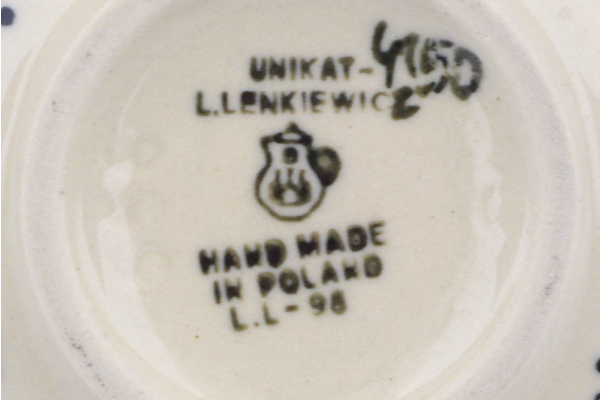 UNIKAT-
L.LENKIEWICZ
HAND MADE
IN POLAND
L.L-98